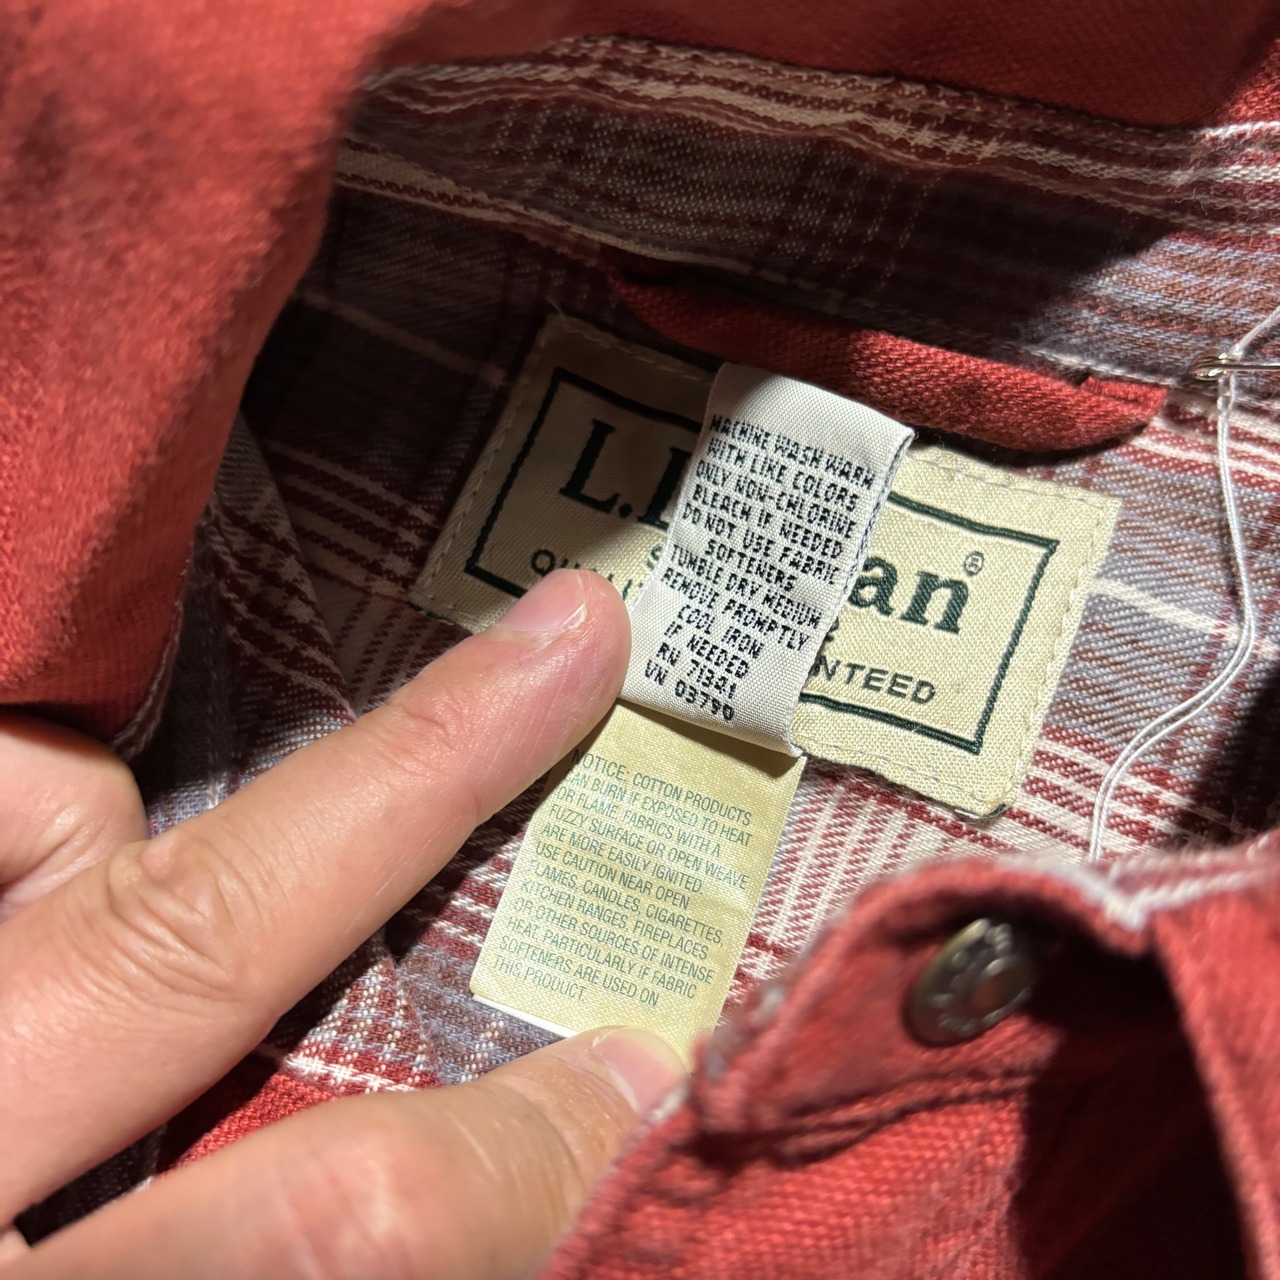 L.
an®
NTEED
MACHINE WASH WARM
WITH LIKE COLORS
ONLY NON-CHLORINE
BLEACH IF NEEDED
DO NOT USE FABRIC
SOFTENERS
TUMBLE DRY MEDIUM
REMOVE PROMPTLY
COOL IRON
IF NEEDED
RN 71341
VN 03790
NOTICE: COTTON PRODUCTS
CAN BURN IF EXPOSED TO HEAT
OR FLAME. FABRICS WITH A
FUZZY SURFACE OR OPEN WEAVE
ARE MORE EASILY IGNITED.
USE CAUTION NEAR OPEN
FLAMES, CANDLES, CIGARETTES,
KITCHEN RANGES, FIREPLACES
OR OTHER SOURCES OF INTENSE
HEAT, PARTICULARLY IF FABRIC
SOFTENERS ARE USED ON
THIS PRODUCT.